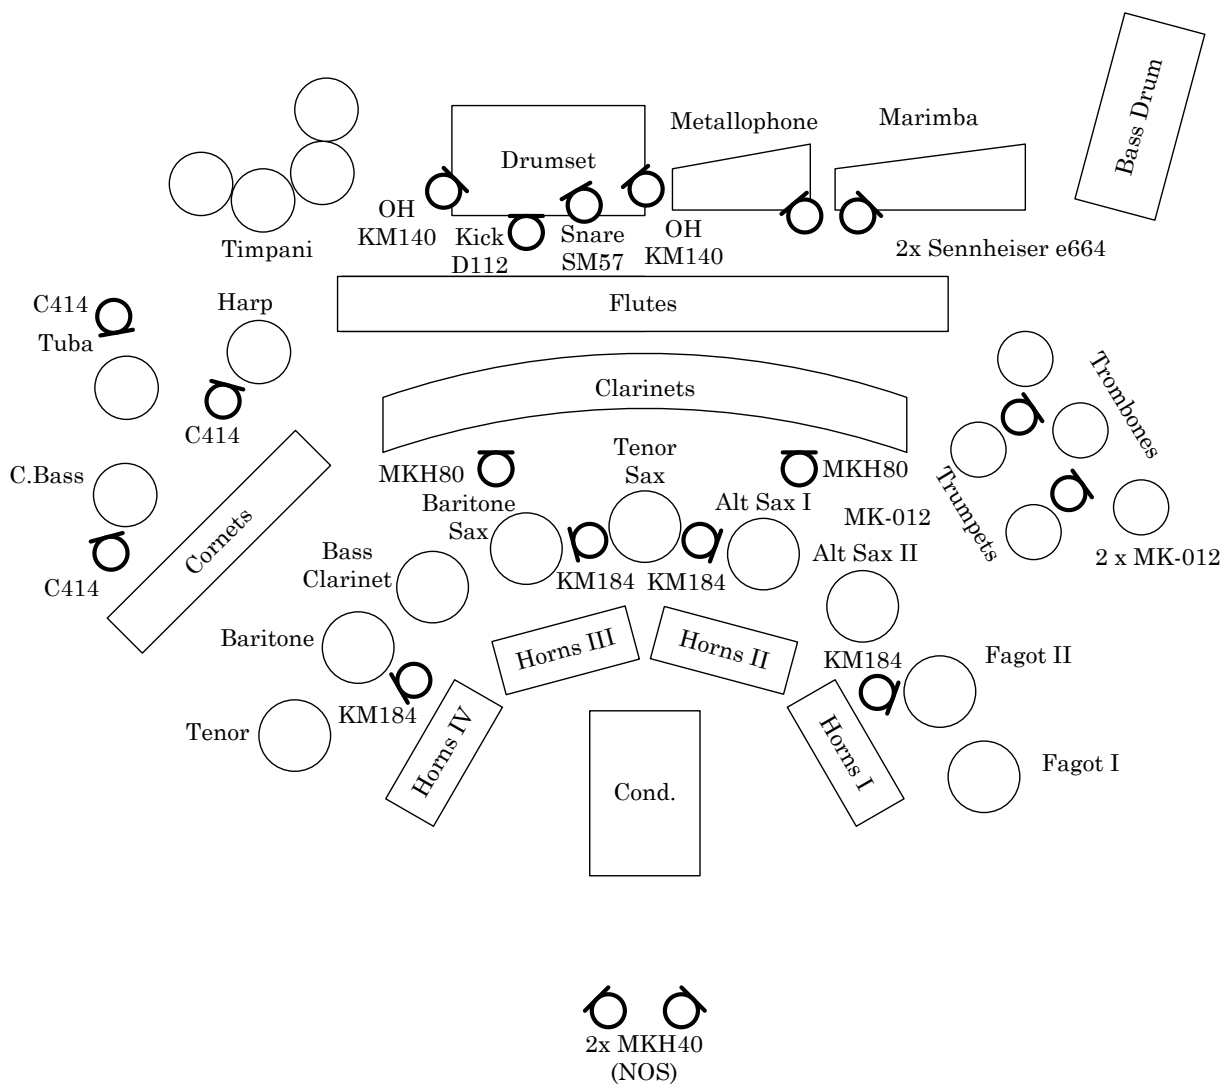 Bass Drum
Metallophone
Marimba
Drumset
OH
KM140
Kick
D112
Snare
SM57
OH
KM140
2x Sennheiser e664
Timpani
C414
Tuba
Harp
Flutes
C414
Clarinets
Trombones
Trumpets
2 x MK-012
C.Bass
C414
Cornets
MKH80
Tenor
Sax
MKH80
Baritone
Sax
Alt Sax I
MK-012
Bass
Clarinet
KM184
KM184
Alt Sax II
Baritone
Horns III
Horns II
KM184
Fagot II
KM184
Tenor
Horns IV
Horns I
Fagot I
Cond.
2x MKH40
(NOS)